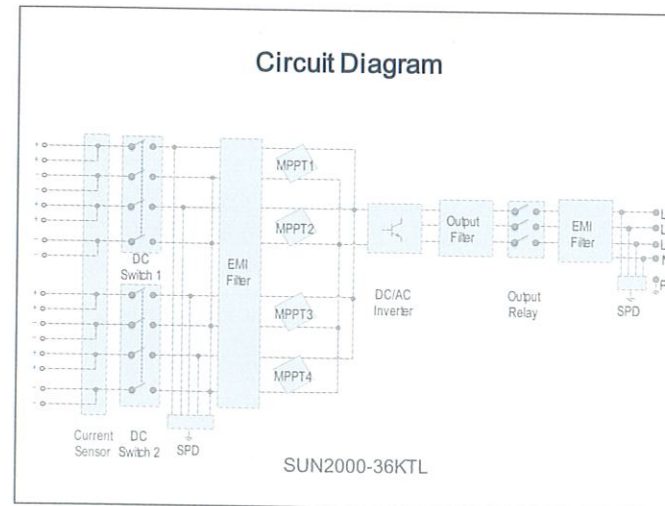 Circuit Diagram
MPPT1
MPPT2
MPPT3
MPPT4
DC
Switch 1
EMI
Filter
DC/AC
Inverter
Output
Filter
Output
Relay
EMI
Filter
L
L
L
N
P
SPD
Current
Sensor
DC
Switch 2
SPD
SUN2000-36KTL